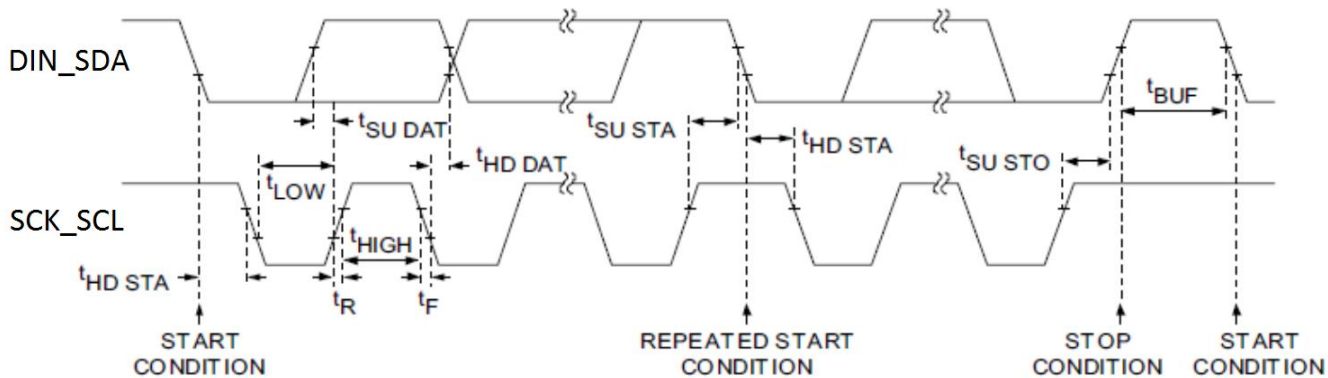 DIN_SDA
tSU DAT
tHD DAT
tSU STA
tHD STA
tSU STO
tBUF
SCK_SCL
tLOW
tHIGH
tHD STA
tR
tF
START
CONDITION
REPEATED START
CONDITION
STOP
CONDITION
START
CONDITION